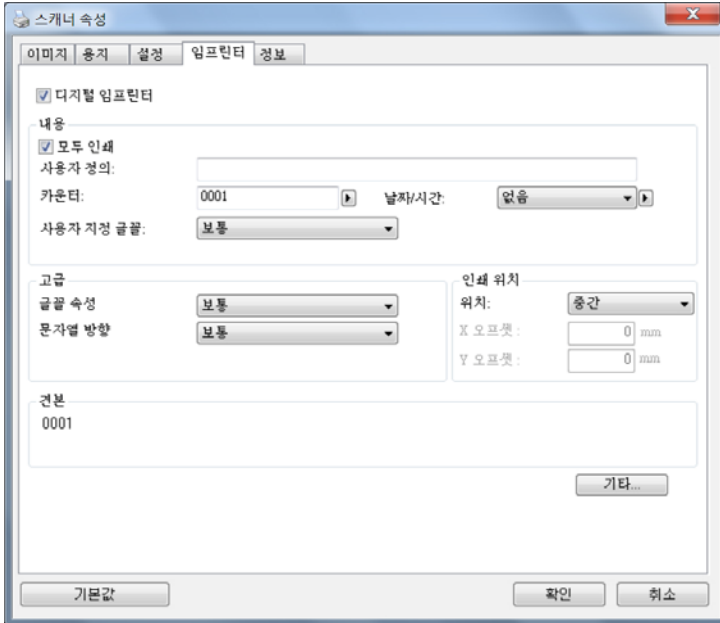 스캐너 속성
이미지 용지 설정 임프린터 정보
디지털 임프린터
내용
모두 인쇄
사용자 정의:
카운터: 0001 날짜/시간: 없음
사용자 지정 글꼴: 보통
고급
글꼴 속성 보통
문자열 방향 보통
인쇄 위치
위치: 중간
X 오프셋 : 0 mm
Y 오프셋 : 0 mm
견본
0001
기타...
기본값 확인 취소